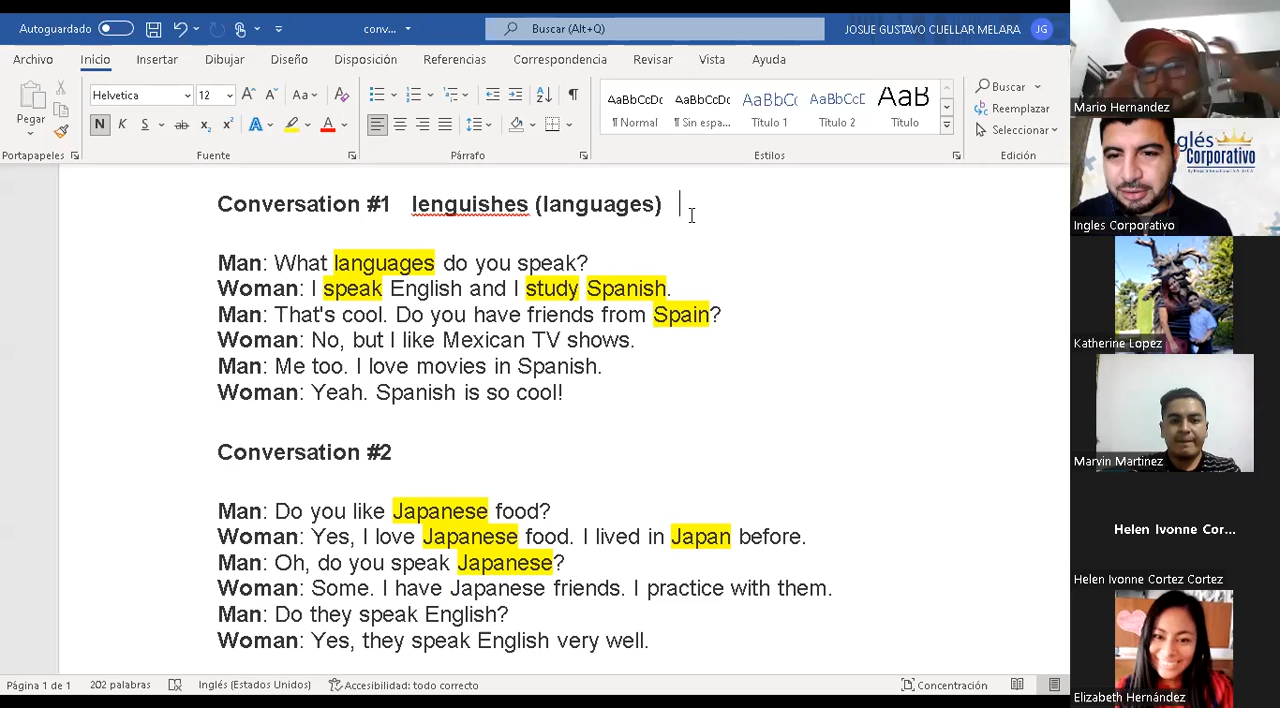 Autoguardado
conv...
Buscar (Alt+Q)
JOSUE GUSTAVO CUELLAR MELARA
JG
Archivo Inicio Insertar Dibujar Diseño Disposición Referencias Correspondencia Revisar Vista Ayuda
Pegar
Portapapeles
Helvetica 12
Aa
N K S ab x₂ x² A A
Fuente
Párrafo
AaBbCcDc AaBbCcDc AaBbCc AaBbCcD AaB
¶ Normal ¶ Sin espa... Título 1 Título 2 Título
Estilos
Buscar
Reemplazar
Seleccionar
Edición
Conversation #1 lenguishes (languages)
Man: What languages do you speak?
Woman: I speak English and I study Spanish.
Man: That's cool. Do you have friends from Spain?
Woman: No, but I like Mexican TV shows.
Man: Me too. I love movies in Spanish.
Woman: Yeah. Spanish is so cool!
Conversation #2
Man: Do you like Japanese food?
Woman: Yes, I love Japanese food. I lived in Japan before.
Man: Oh, do you speak Japanese?
Woman: Some. I have Japanese friends. I practice with them.
Man: Do they speak English?
Woman: Yes, they speak English very well.
Página 1 de 1 202 palabras Inglés (Estados Unidos) Accesibilidad: todo correcto Concentración
Mario Hernandez
glés
Corporativo
Ingles Corporativo
Katherine Lopez
Marvin Martinez
Helen Ivonne Cor...
Helen Ivonne Cortez Cortez
Elizabeth Hernández